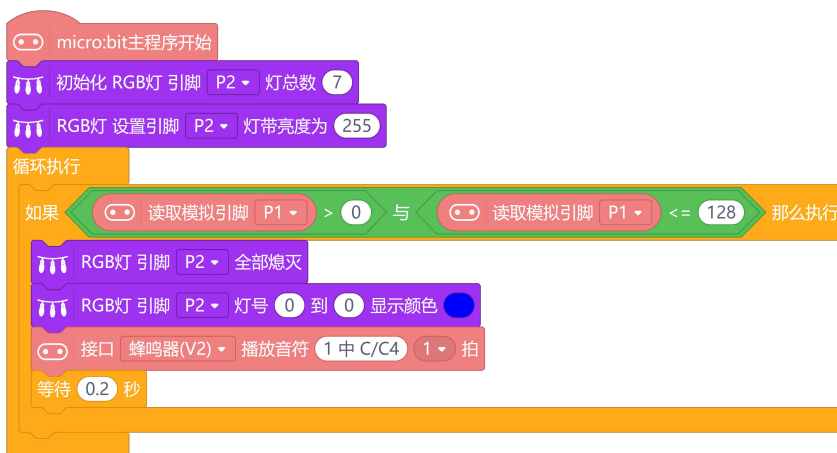 micro:bit主程序开始
初始化 RGB灯 引脚 P2 灯总数 7
RGB灯 设置引脚 P2 灯带亮度为 255
循环执行
如果 读取模拟引脚 P1 > 0 与 读取模拟引脚 P1 <= 128 那么执行
RGB灯 引脚 P2 全部熄灭
RGB灯 引脚 P2 灯号 0 到 0 显示颜色
接口 蜂鸣器(V2) 播放音符 1 中 C/C4 1 拍
等待 0.2 秒